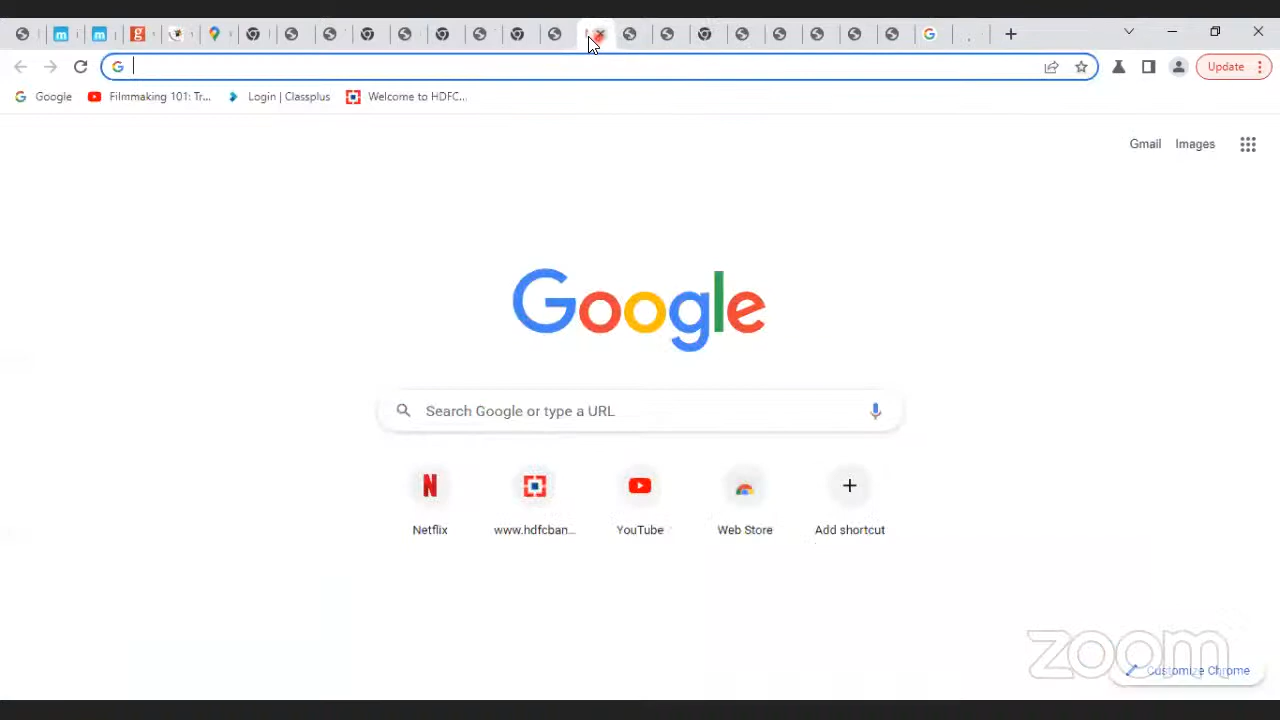 Update
Google
Filmmaking 101: Tr...
Login | Classplus
Welcome to HDFC...
Gmail
Images
Google
Search Google or type a URL
Netflix
www.hdfcban...
YouTube
Web Store
Add shortcut
zoom
Customize Chrome